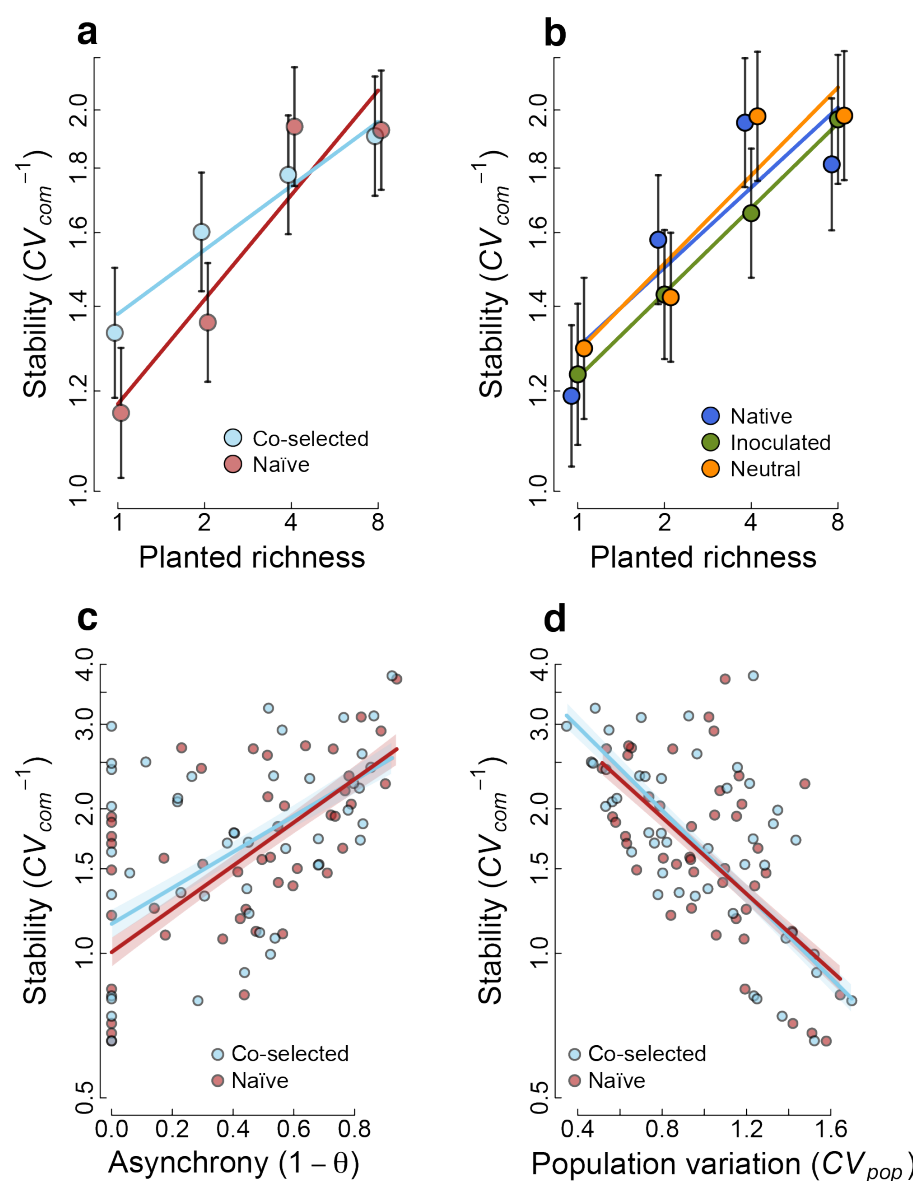 a
Stability (CV_com⁻¹)
2.0
1.8
1.6
1.4
1.2
1.0
Co-selected
Naïve
1 2 4 8
Planted richness
b
Stability (CV_com⁻¹)
2.0
1.8
1.6
1.4
1.2
1.0
Native
Inoculated
Neutral
1 2 4 8
Planted richness
c
Stability (CV_com⁻¹)
4.0
3.0
2.0
1.5
1.0
0.5
Co-selected
Naïve
0.0 0.2 0.4 0.6 0.8
Asynchrony (1 – θ)
d
Stability (CV_com⁻¹)
4.0
3.0
2.0
1.5
1.0
0.5
Co-selected
Naïve
0.4 0.8 1.2 1.6
Population variation (CV_pop)